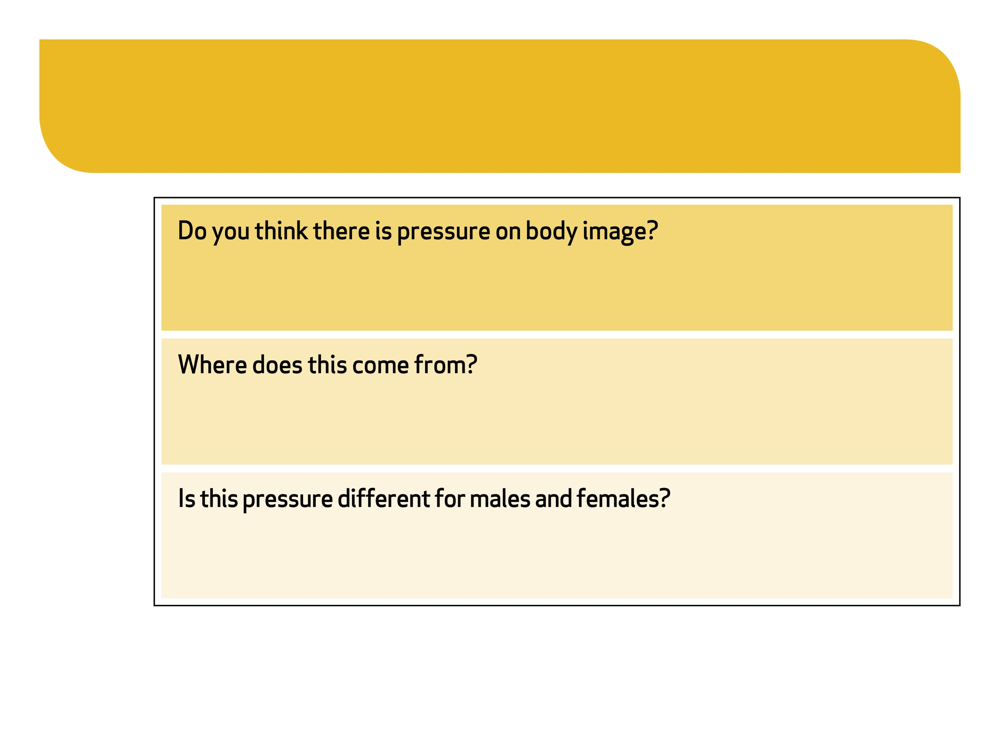 Do you think there is pressure on body image?
Where does this come from?
Is this pressure different for males and females?